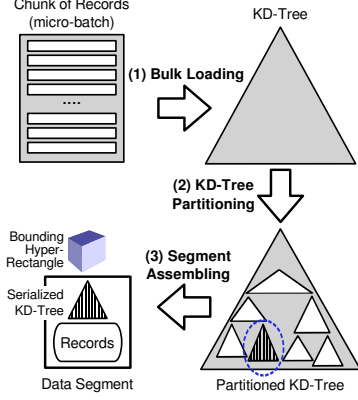 Chunk of Records
(micro-batch)
KD-Tree
(1) Bulk Loading
....
(2) KD-Tree
Partitioning
Bounding
Hyper-
Rectangle
(3) Segment
Assembling
Serialized
KD-Tree
Records
Data Segment
Partitioned KD-Tree